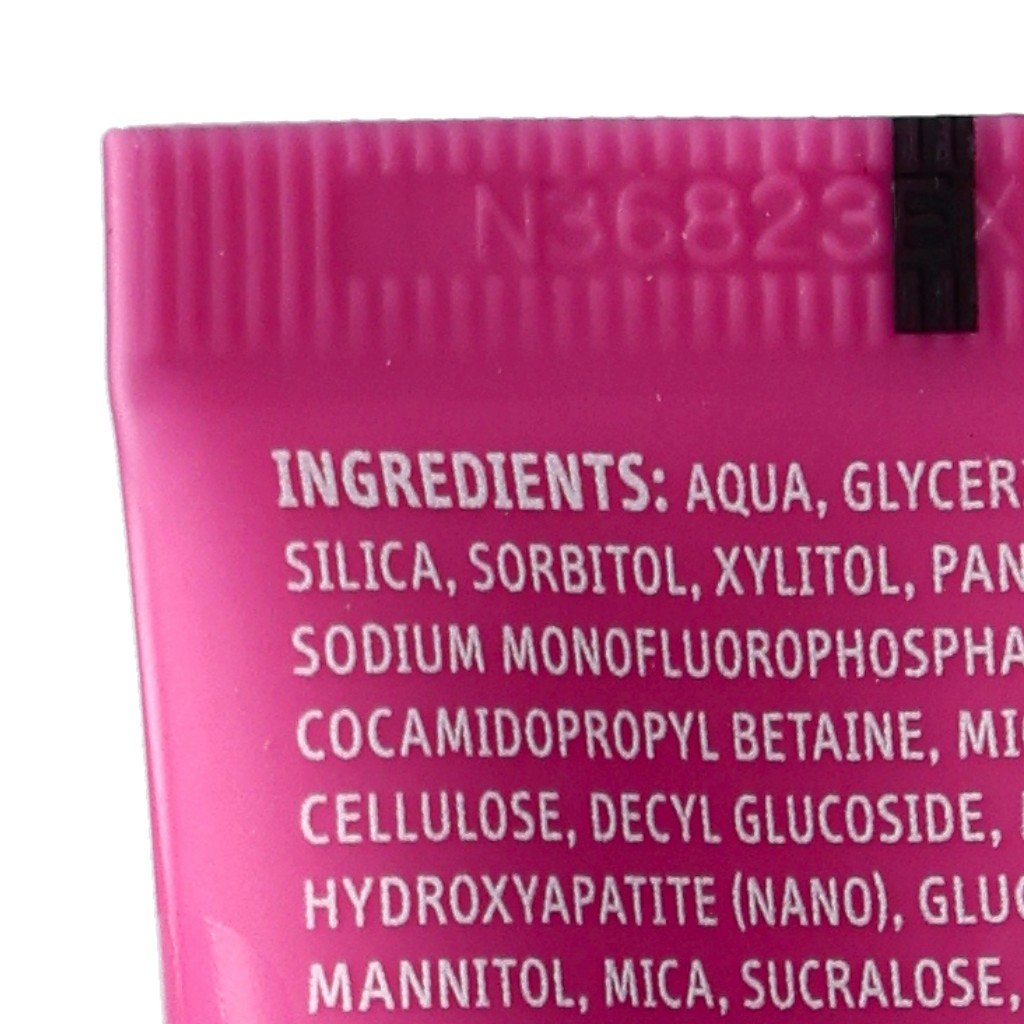 N36823 EX
INGREDIENTS: AQUA, GLYCER
SILICA, SORBITOL, XYLITOL, PAN
SODIUM MONOFLUOROPHOSPHA
COCAMIDOPROPYL BETAINE, MI
CELLULOSE, DECYL GLUCOSIDE,
HYDROXYAPATITE (NANO), GLU
MANNITOL, MICA, SUCRALOSE,